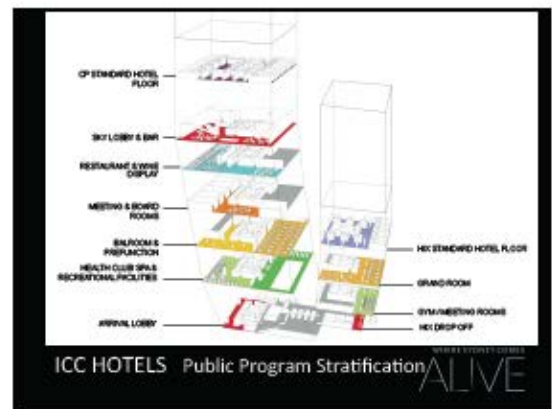 CP STANDARD HOTEL
FLOOR
SKY LOBBY & BAR
RESTAURANT & WINE
DISPLAY
MEETING & BOARD
ROOMS
BALROOM &
PREFUNCTION
HEALTH CLUB SPA &
RECREATIONAL FACILITIES
ARRIVAL LOBBY
HIX STANDARD HOTEL FLOOR
GRAND ROOM
GYM/MEETING ROOMS
HIX DROP OFF
ICC HOTELS Public Program Stratification
WHERE SYDNEY COMES
ALIVE